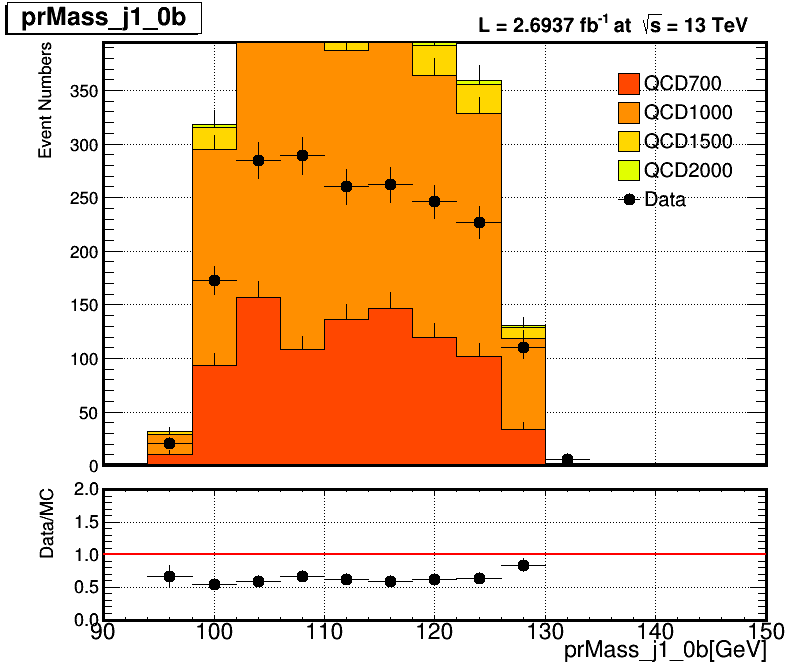 prMass_j1_0b
L = 2.6937 fb⁻¹ at √s = 13 TeV
Event Numbers
350
300
250
200
150
100
50
0
QCD700
QCD1000
QCD1500
QCD2000
Data
Data/MC
2.0
1.5
1.0
0.5
0.0
90 100 110 120 130 140 150
prMass_j1_0b[GeV]